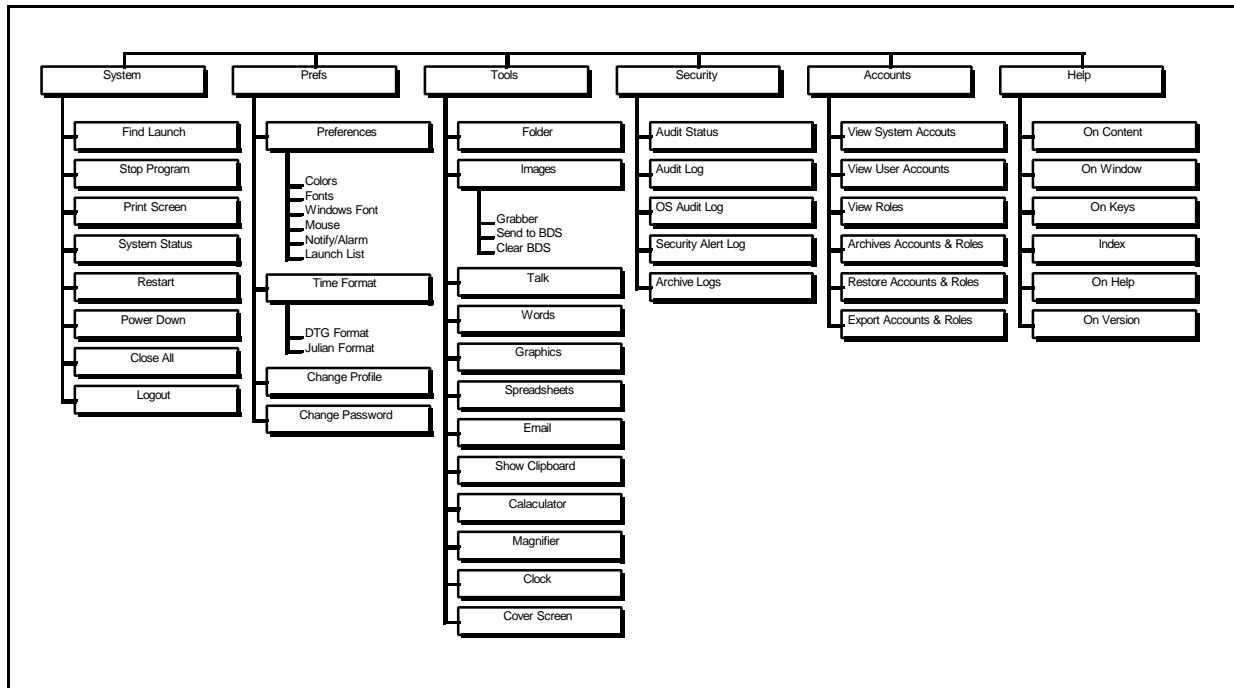 System
Prefs
Tools
Security
Accounts
Help
Find Launch
Stop Program
Print Screen
System Status
Restart
Power Down
Close All
Logout
Preferences
Colors
Fonts
Windows Font
Mouse
Notify/Alarm
Launch List
Time Format
DTG Format
Julian Format
Change Profile
Change Password
Folder
Images
Grabber
Send to BDS
Clear BDS
Talk
Words
Graphics
Spreadsheets
Email
Show Clipboard
Calaculator
Magnifier
Clock
Cover Screen
Audit Status
Audit Log
OS Audit Log
Security Alert Log
Archive Logs
View System Accouts
View User Accounts
View Roles
Archives Accounts & Roles
Restore Accounts & Roles
Export Accounts & Roles
On Content
On Window
On Keys
Index
On Help
On Version